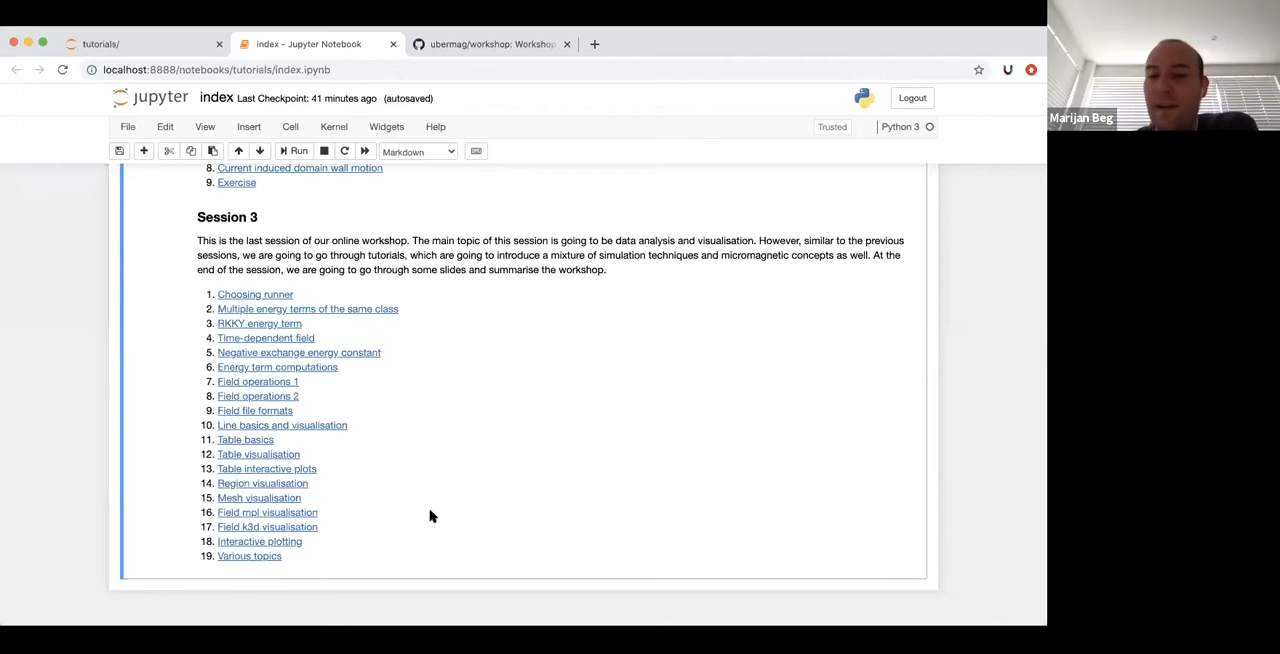 tutorials/
index - Jupyter Notebook
ubermag/workshop: Workshop
localhost:8888/notebooks/tutorials/index.ipynb
jupyter index Last Checkpoint: 41 minutes ago (autosaved)
Logout
File Edit View Insert Cell Kernel Widgets Help
Trusted
Python 3
Run
Markdown
Marijan Beg
8. Current induced domain wall motion
9. Exercise
Session 3
This is the last session of our online workshop. The main topic of this session is going to be data analysis and visualisation. However, similar to the previous
sessions, we are going to go through tutorials, which are going to introduce a mixture of simulation techniques and micromagnetic concepts as well. At the
end of the session, we are going to go through some slides and summarise the workshop.
1. Choosing runner
2. Multiple energy terms of the same class
3. RKKY energy term
4. Time-dependent field
5. Negative exchange energy constant
6. Energy term computations
7. Field operations 1
8. Field operations 2
9. Field file formats
10. Line basics and visualisation
11. Table basics
12. Table visualisation
13. Table interactive plots
14. Region visualisation
15. Mesh visualisation
16. Field mpl visualisation
17. Field k3d visualisation
18. Interactive plotting
19. Various topics